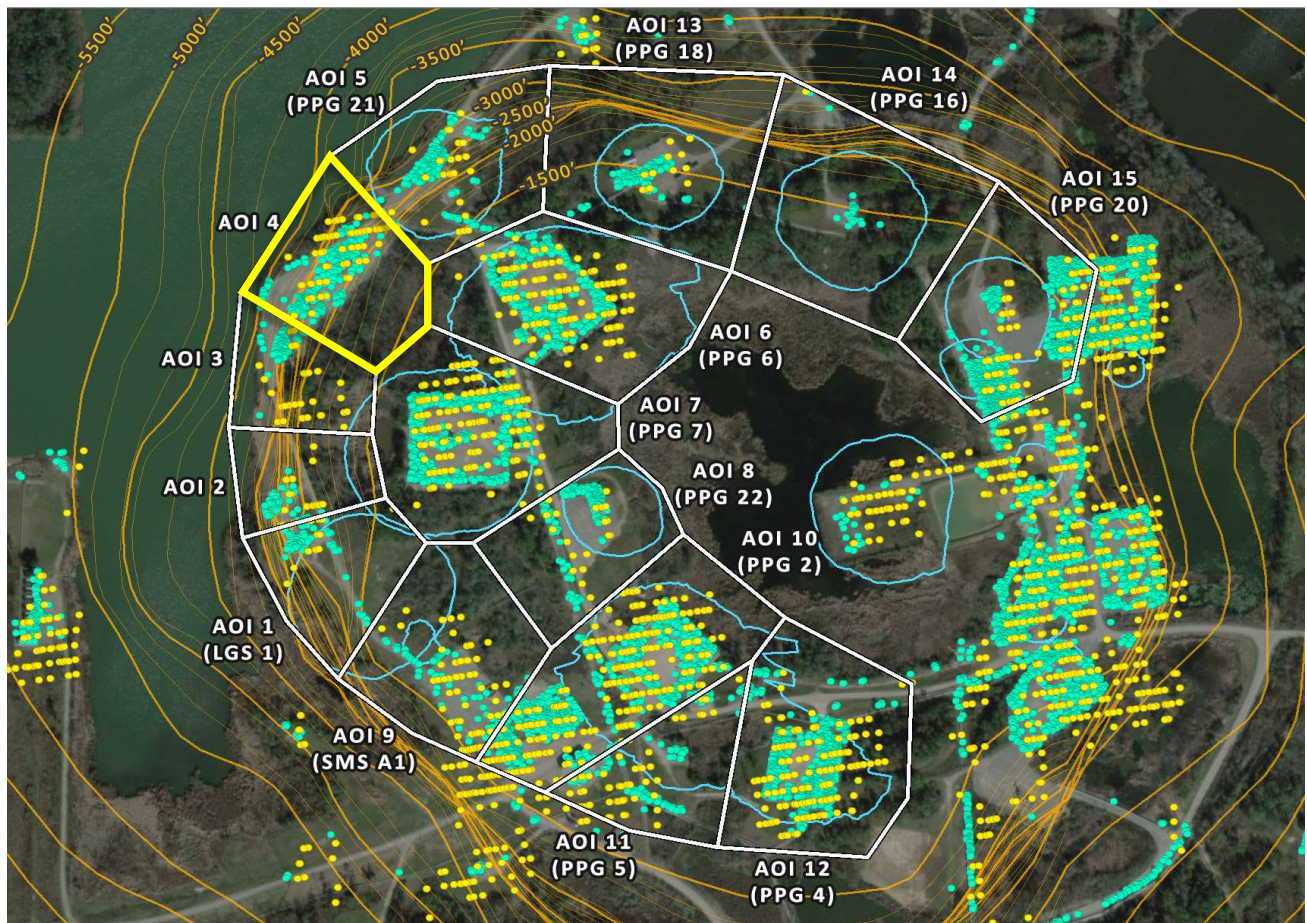 -5500'
-5000'
-4500'
-4000'
-3500'
-3000'
-2500'
-2000'
-1500'
AOI 13
(PPG 18)
AOI 5
(PPG 21)
AOI 14
(PPG 16)
AOI 15
(PPG 20)
AOI 4
AOI 3
AOI 6
(PPG 6)
AOI 7
(PPG 7)
AOI 8
(PPG 22)
AOI 2
AOI 10
(PPG 2)
AOI 1
(LGS 1)
AOI 9
(SMS A1)
AOI 11
(PPG 5)
AOI 12
(PPG 4)